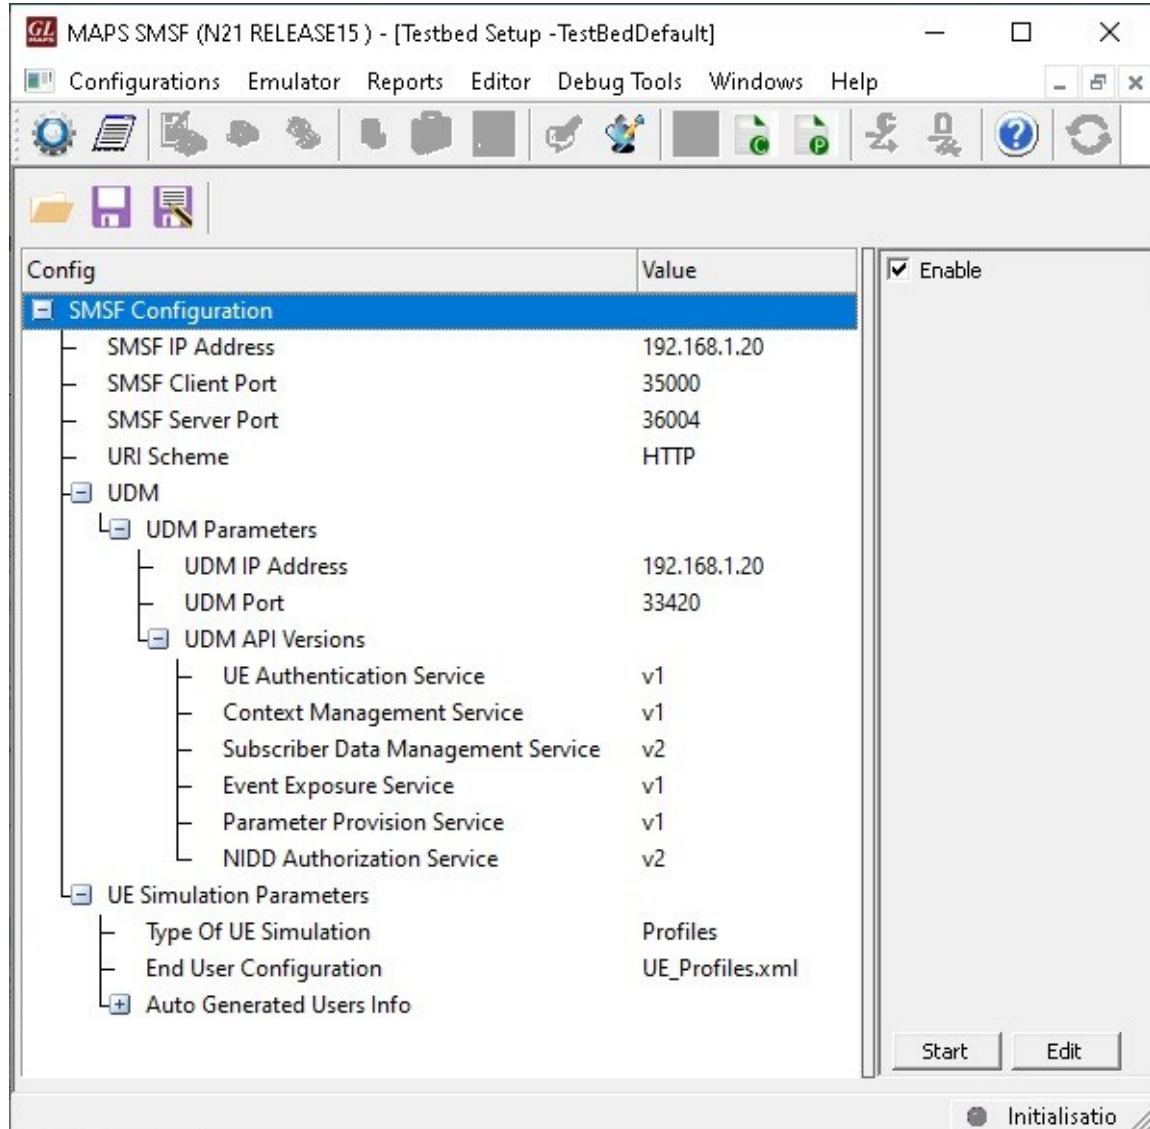 GL MAPS MAPS SMSF (N21 RELEASE15 ) - [Testbed Setup -TestBedDefault]
Configurations Emulator Reports Editor Debug Tools Windows Help
C P
Config Value
Enable
SMSF Configuration
SMSF IP Address 192.168.1.20
SMSF Client Port 35000
SMSF Server Port 36004
URI Scheme HTTP
UDM
UDM Parameters
UDM IP Address 192.168.1.20
UDM Port 33420
UDM API Versions
UE Authentication Service v1
Context Management Service v1
Subscriber Data Management Service v2
Event Exposure Service v1
Parameter Provision Service v1
NIDD Authorization Service v2
UE Simulation Parameters
Type Of UE Simulation Profiles
End User Configuration UE_Profiles.xml
Auto Generated Users Info
Start Edit
Initialisatio